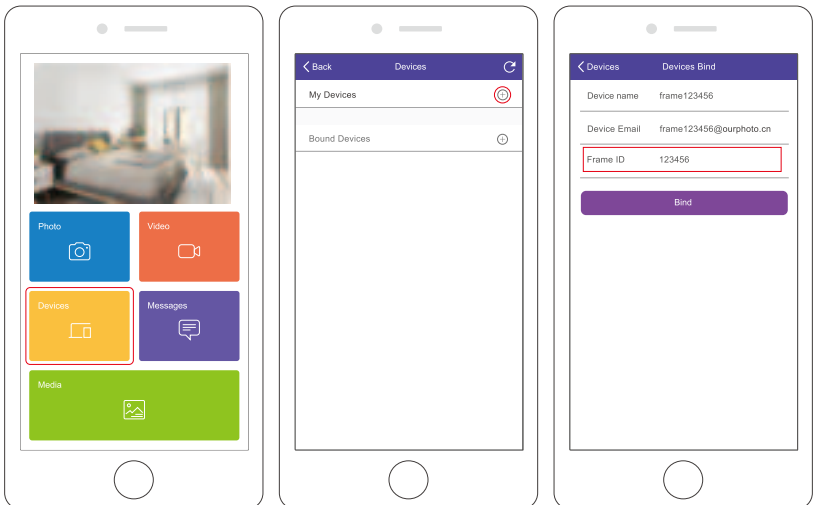 Photo
Video
Devices
Messages
Media
Back Devices
My Devices
Bound Devices
Devices Devices Bind
Device name frame123456
Device Email frame123456@ourphoto.cn
Frame ID 123456
Bind